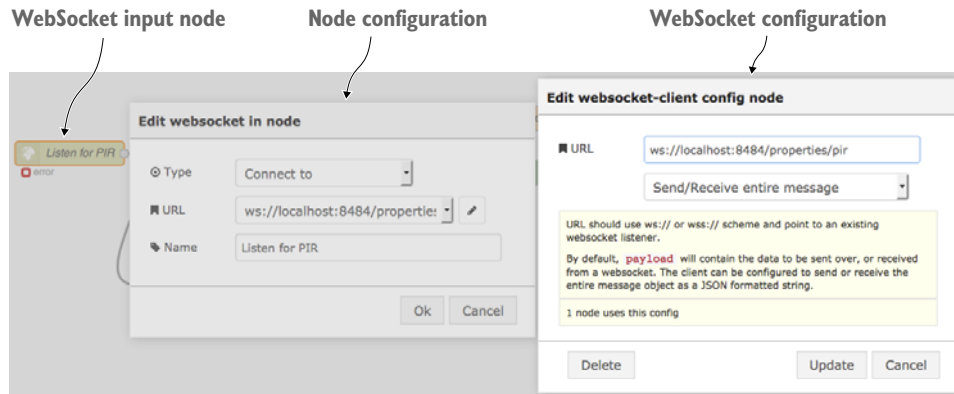 WebSocket input node
Node configuration
WebSocket configuration
Listen for PIR
error
Edit websocket in node
Type
Connect to
URL
ws://localhost:8484/propertie
Name
Listen for PIR
Ok
Cancel
Edit websocket-client config node
URL
ws://localhost:8484/properties/pir
Send/Receive entire message
URL should use ws:// or wss:// scheme and point to an existing
websocket listener.
By default, payload will contain the data to be sent over, or received
from a websocket. The client can be configured to send or receive the
entire message object as a JSON formatted string.
1 node uses this config
Delete
Update
Cancel